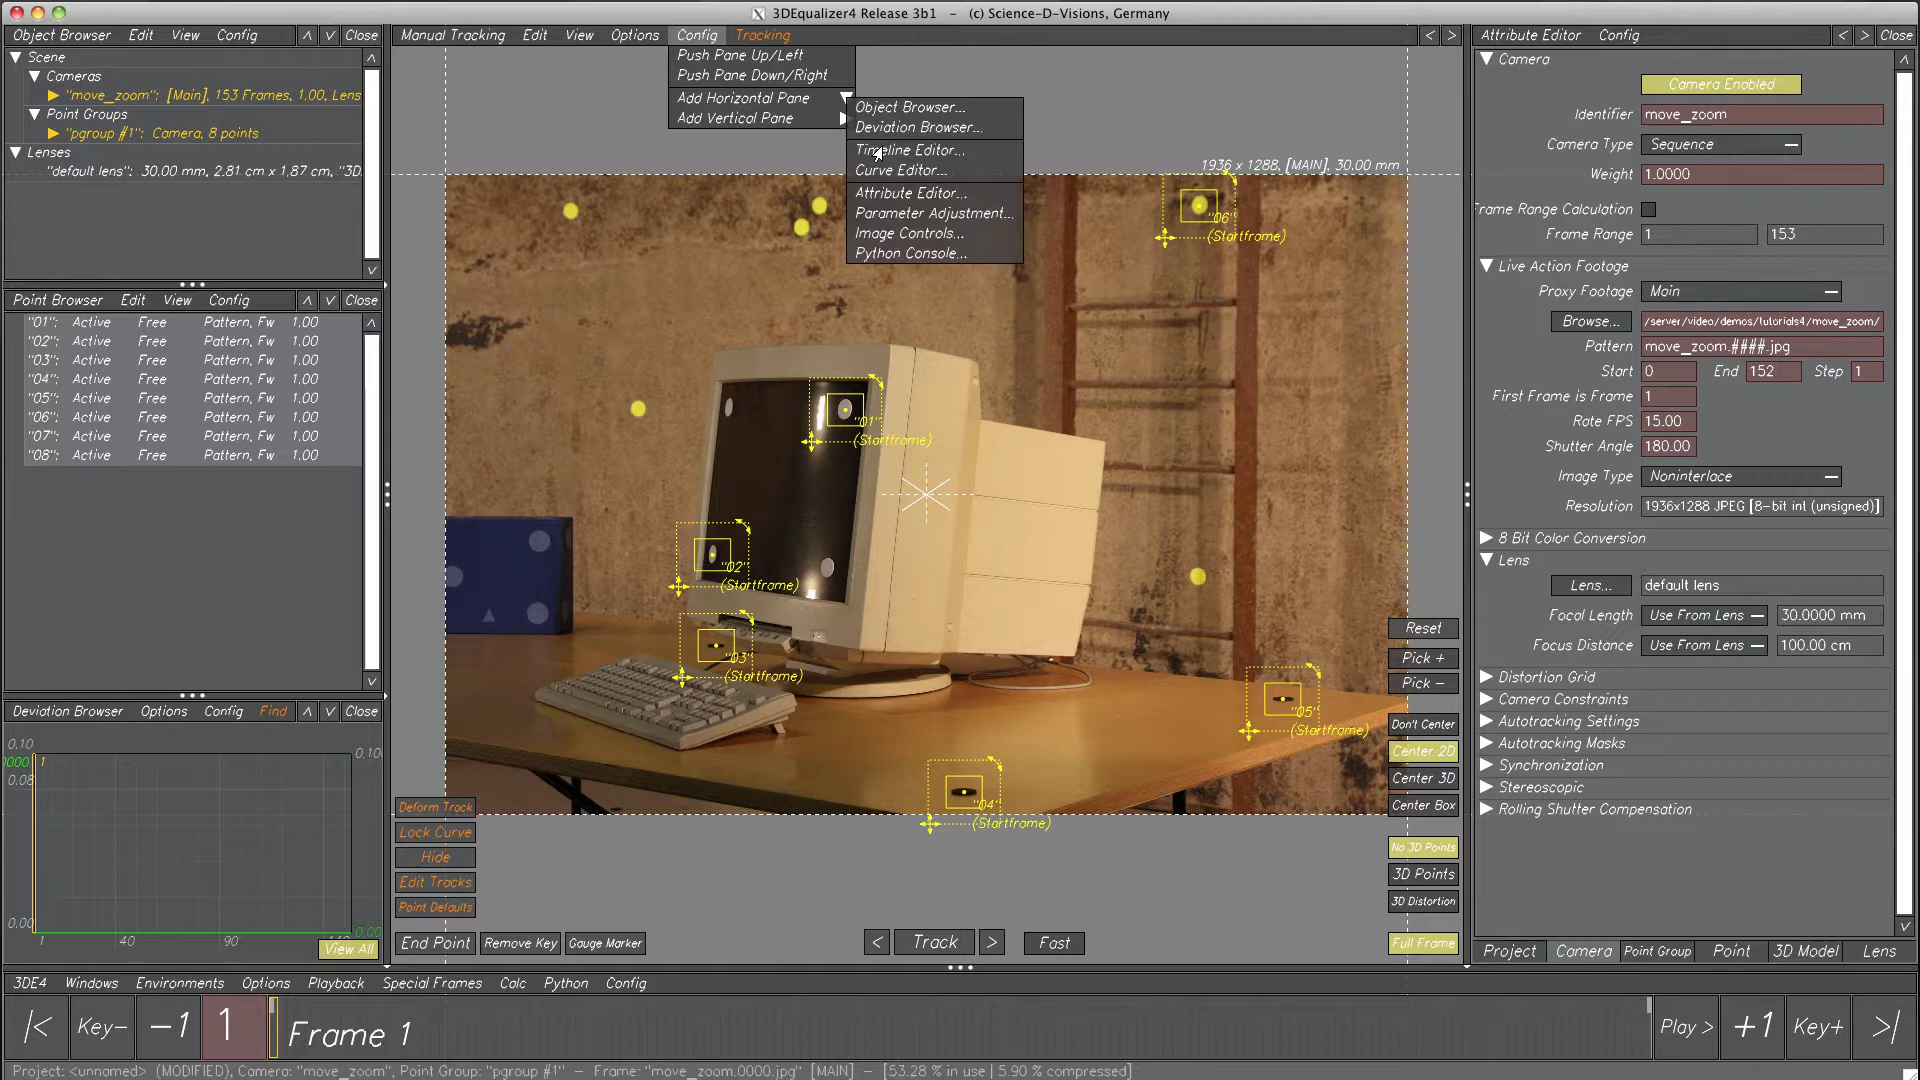 3DEqualizer4 Release 3b1 - (c) Science-D-Visions, Germany
Object Browser Edit View Config Close
Scene
Cameras
"move_zoom": [Main], 153 Frames, 1.00, Lens
Point Groups
"pgroup #1": Camera, 8 points
Lenses
"default lens": 30.00 mm, 2.81 cm x 1.87 cm, "3D
Point Browser Edit View Config Close
"01": Active Free Pattern, Fw 1.00
"02": Active Free Pattern, Fw 1.00
"03": Active Free Pattern, Fw 1.00
"04": Active Free Pattern, Fw 1.00
"05": Active Free Pattern, Fw 1.00
"06": Active Free Pattern, Fw 1.00
"07": Active Free Pattern, Fw 1.00
"08": Active Free Pattern, Fw 1.00
Deviation Browser Options Config Find Close
0.10 0.10
0000 1
0.08
0.00 0.00
1 40 90
View All
Manual Tracking Edit View Options Config Tracking < >
Push Pane Up/Left
Push Pane Down/Right
Add Horizontal Pane
Add Vertical Pane
Object Browser...
Deviation Browser...
Timeline Editor...
Curve Editor...
Attribute Editor...
Parameter Adjustment...
Image Controls...
Python Console...
1936 x 1288, [MAIN], 30.00 mm
"06"
(Startframe)
"01"
(Startframe)
"02"
(Startframe)
"03"
(Startframe)
"05"
(Startframe)
"04"
(Startframe)
Reset
Pick +
Pick -
Don't Center
Center 2D
Center 3D
Center Box
No 3D Points
3D Points
3D Distortion
Full Frame
Deform Track
Lock Curve
Hide
Edit Tracks
Point Defaults
End Point Remove Key Gauge Marker < Track > Fast
Attribute Editor Config < > Close
Camera
Camera Enabled
Identifier move_zoom
Camera Type Sequence
Weight 1.0000
Frame Range Calculation
Frame Range 1 153
Live Action Footage
Proxy Footage Main
Browse... /server/video/demos/tutorials4/move_zoom/
Pattern move_zoom.####.jpg
Start 0 End 152 Step 1
First Frame is Frame 1
Rate FPS 15.00
Shutter Angle 180.00
Image Type Noninterlace
Resolution 1936x1288 JPEG [8-bit int (unsigned)]
8 Bit Color Conversion
Lens
Lens... default lens
Focal Length Use From Lens 30.0000 mm
Focus Distance Use From Lens 100.00 cm
Distortion Grid
Camera Constraints
Autotracking Settings
Autotracking Masks
Synchronization
Stereoscopic
Rolling Shutter Compensation
Project Camera Point Group Point 3D Model Lens
3DE4 Windows Environments Options Playback Special Frames Calc Python Config
|< Key- -1 1 Frame 1 Play > +1 Key+ >|
Project: <unnamed> (MODIFIED), Camera: "move_zoom", Point Group: "pgroup #1" - Frame: "move_zoom.0000.jpg" [MAIN] - [53.28 % in use | 5.90 % compressed]